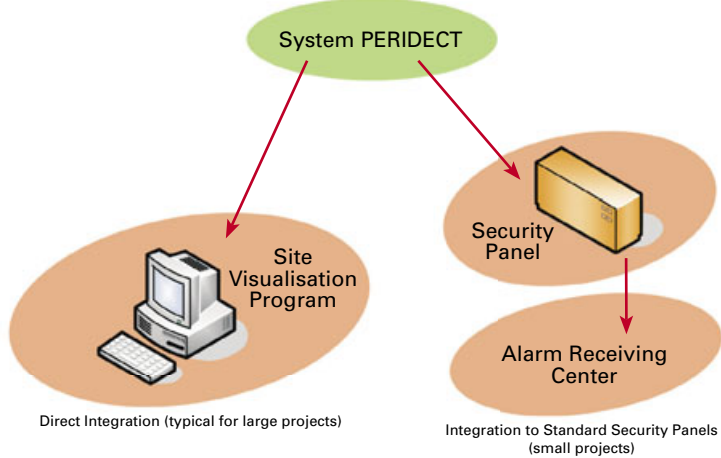 System PERIDECT
Site
Visualisation
Program
Direct Integration (typical for large projects)
Security
Panel
Alarm Receiving
Center
Integration to Standard Security Panels
(small projects)